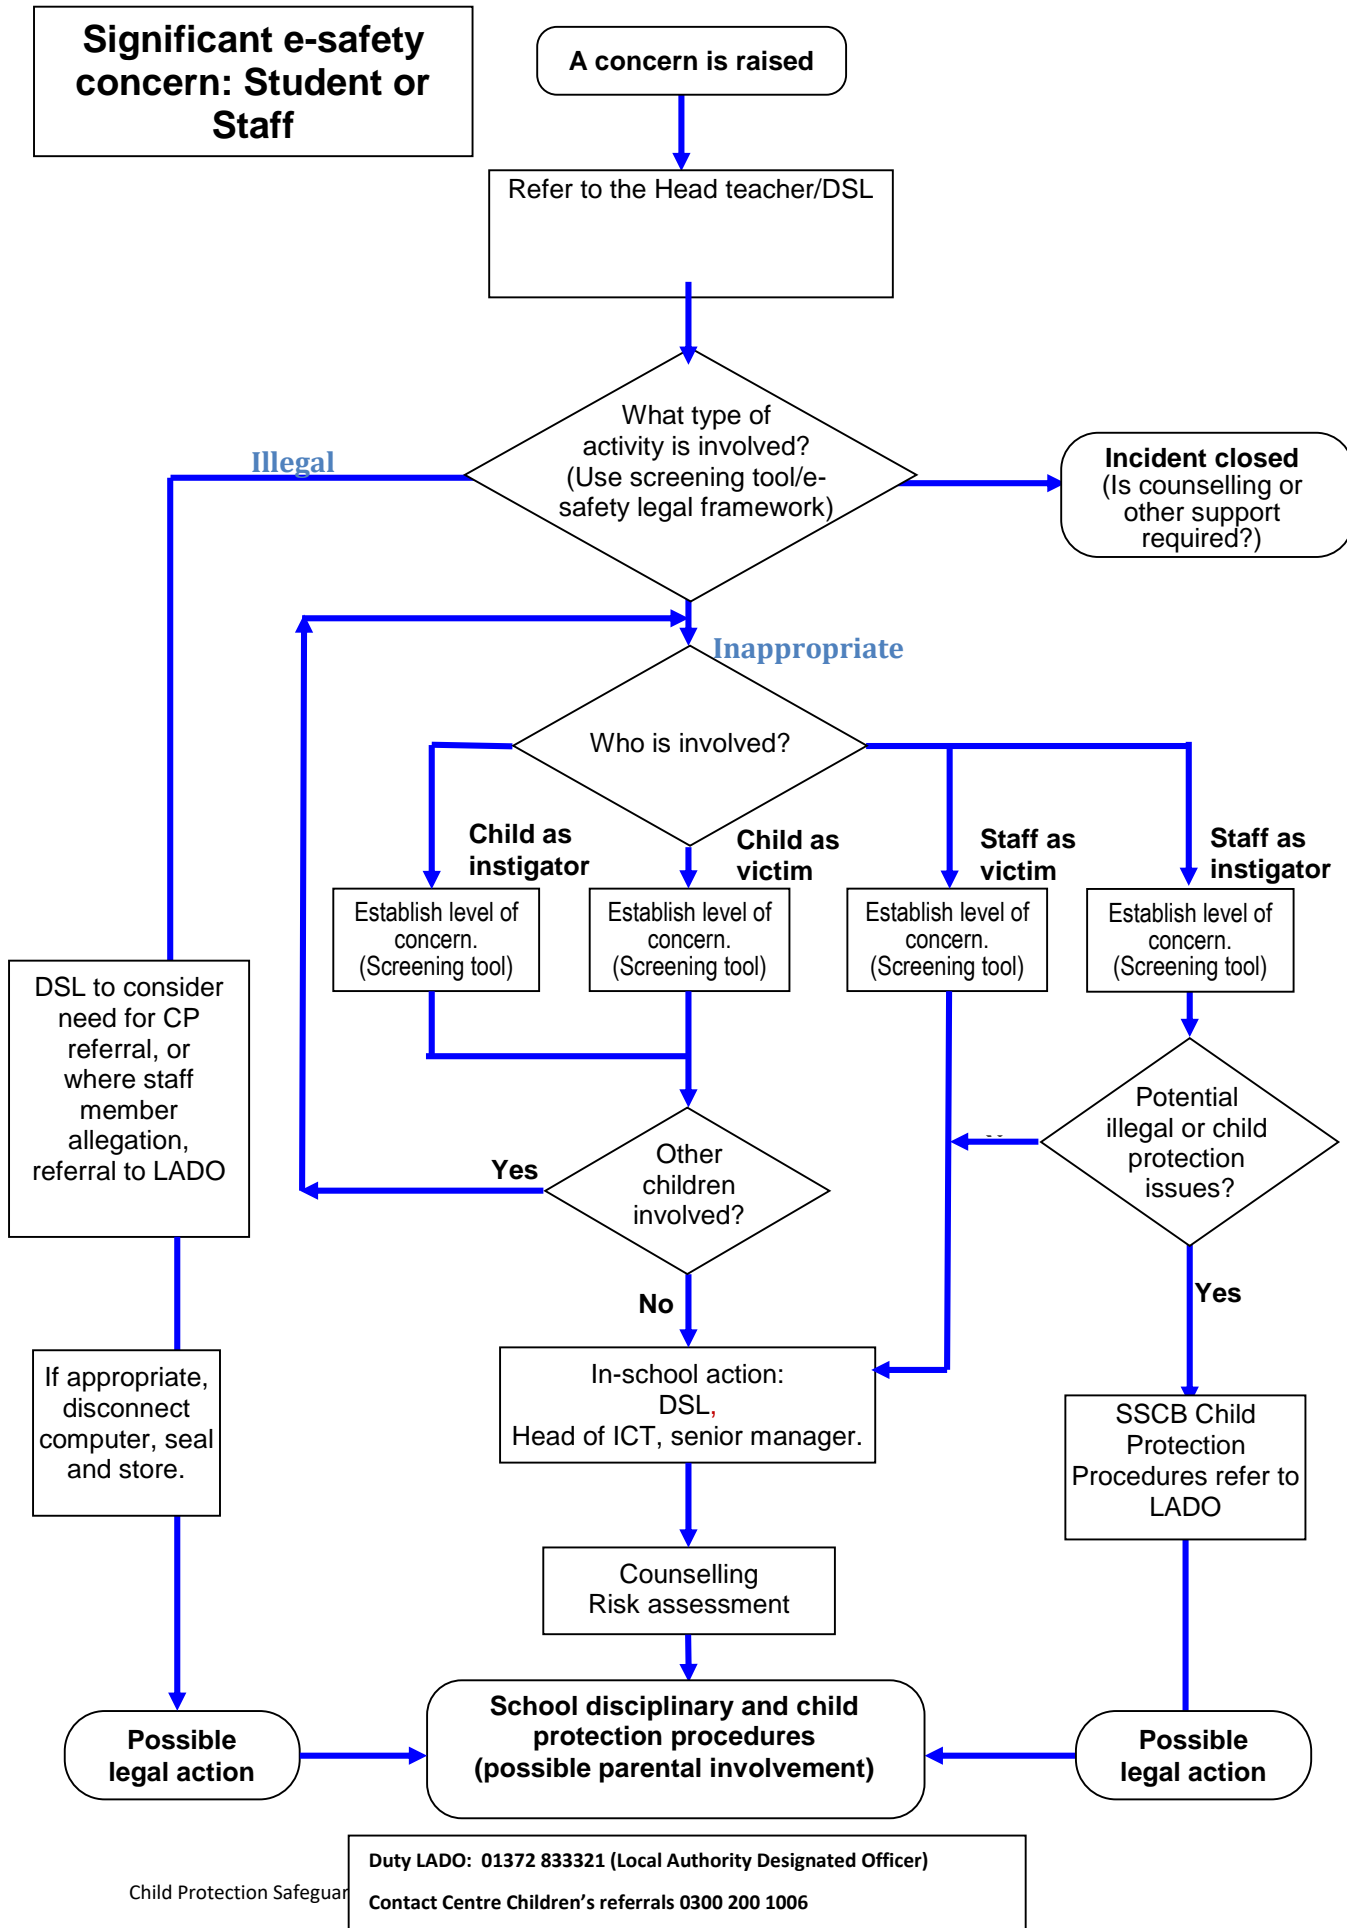 Significant e-safety
concern: Student or
Staff
A concern is raised
Refer to the Head teacher/DSL
What type of
activity is involved?
(Use screening tool/e-
safety legal framework)
Illegal
Incident closed
(Is counselling or
other support
required?)
Inappropriate
Who is involved?
Child as
instigator
Child as
victim
Staff as
victim
Staff as
instigator
Establish level of
concern.
(Screening tool)
Establish level of
concern.
(Screening tool)
Establish level of
concern.
(Screening tool)
Establish level of
concern.
(Screening tool)
DSL to consider
need for CP
referral, or
where staff
member
allegation,
referral to LADO
Yes
Other
children
involved?
Potential
illegal or child
protection
issues?
No
Yes
If appropriate,
disconnect
computer, seal
and store.
In-school action:
DSL,
Head of ICT, senior manager.
SSCB Child
Protection
Procedures refer to
LADO
Counselling
Risk assessment
Possible
legal action
School disciplinary and child
protection procedures
(possible parental involvement)
Possible
legal action
Duty LADO: 01372 833321 (Local Authority Designated Officer)
Child Protection
Contact Centre Children's referrals 0300 200 1006